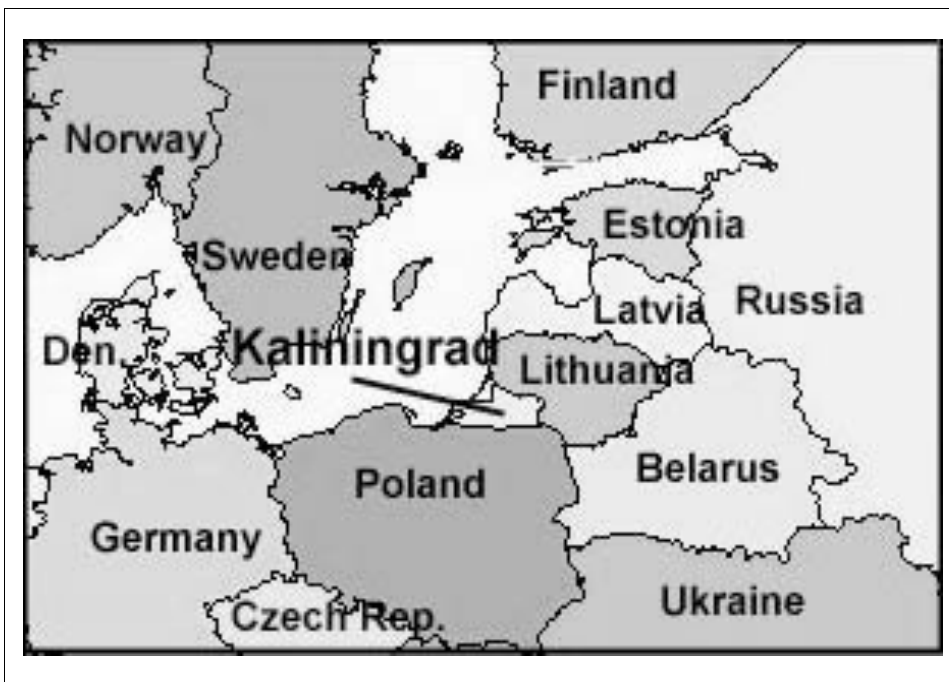 Finland
Norway
Estonia
Sweden
Latvia
Russia
Den.
Kaliningrad
Lithuania
Belarus
Poland
Germany
Ukraine
Czech Rep.